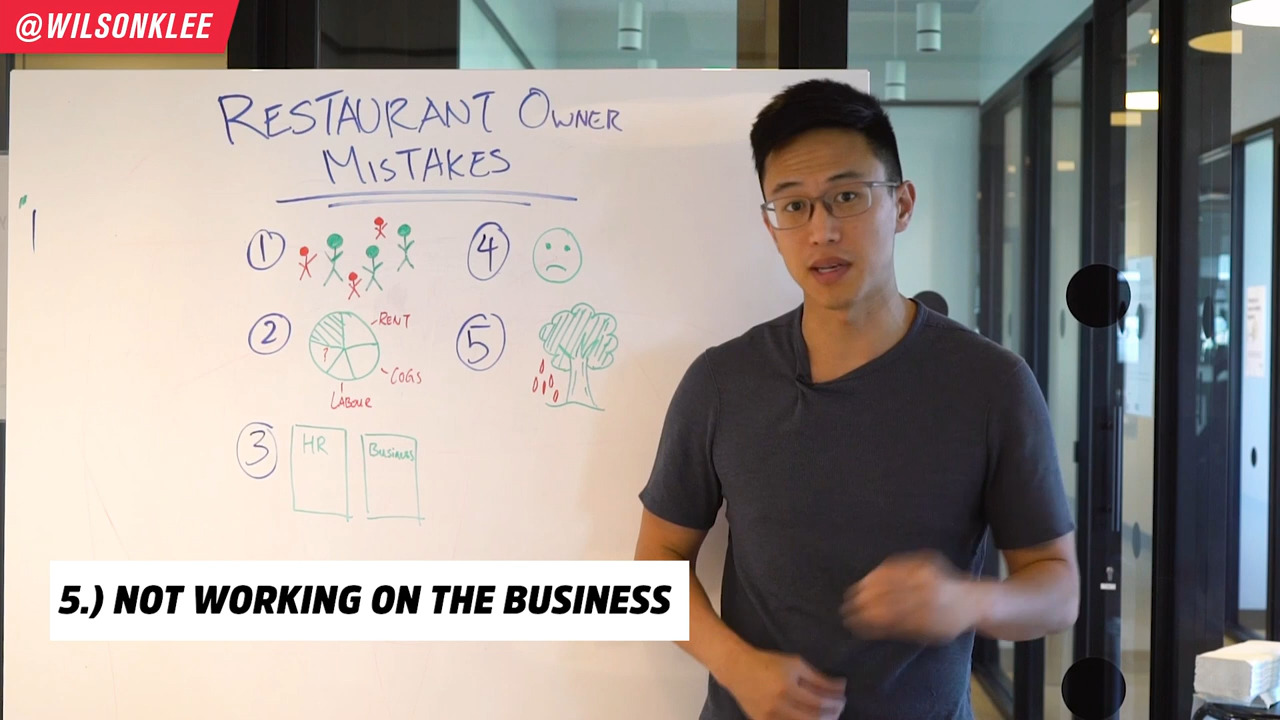 @WILSONKLEE
RESTAURANT OWNER
MISTAKES
1
4
2
RENT
?
COGS
LABOUR
5
3
HR
BUSINESS
5.) NOT WORKING ON THE BUSINESS